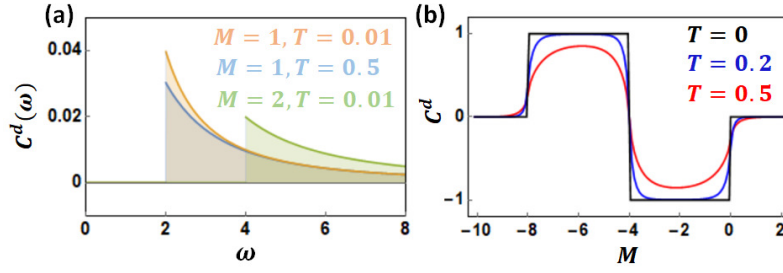 (a)
M = 1, T = 0.01
M = 1, T = 0.5
M = 2, T = 0.01
0.04
0.02
0
C^d(ω)
0 2 4 6 8
ω
(b)
T = 0
T = 0.2
T = 0.5
1
0
−1
C^d
−10 −8 −6 −4 −2 0 2
M